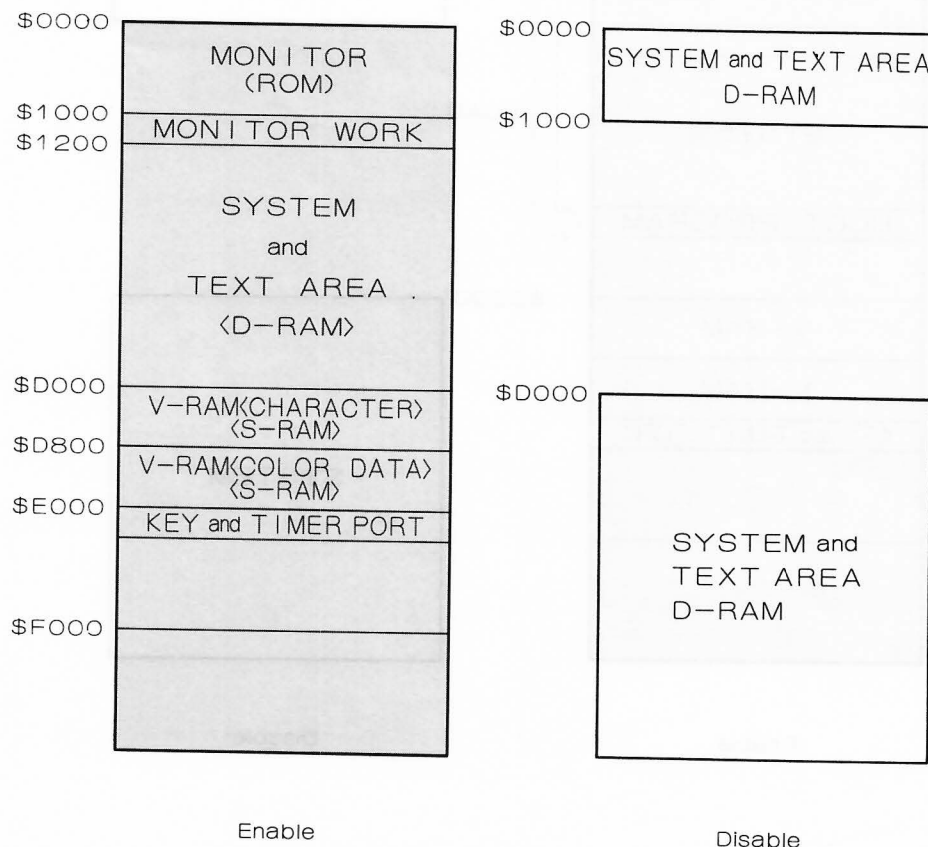 $0000
MONITOR
(ROM)
$1000
MONITOR WORK
$1200
SYSTEM
and
TEXT AREA
<D-RAM>
$D000
V-RAM<CHARACTER>
<S-RAM>
$D800
V-RAM<COLOR DATA>
<S-RAM>
$E000
KEY and TIMER PORT
$F000
Enable
$0000
SYSTEM and TEXT AREA
D-RAM
$1000
$D000
SYSTEM and
TEXT AREA
D-RAM
Disable